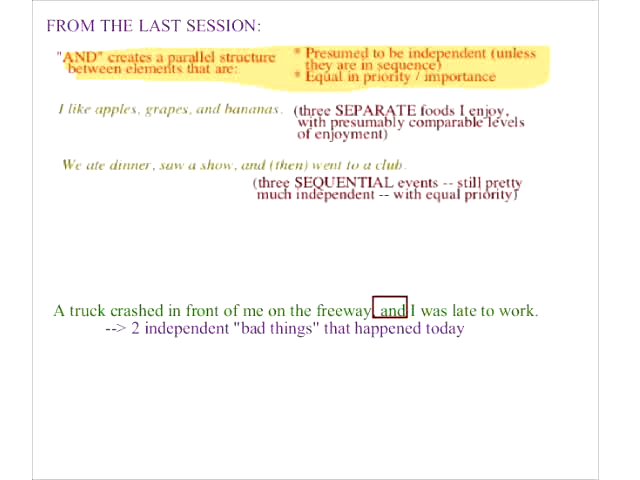 FROM THE LAST SESSION:
"AND" creates a parallel structure
between elements that are:
* Presumed to be independent (unless
they are in sequence)
* Equal in priority / importance
I like apples, grapes, and bananas.
(three SEPARATE foods I enjoy,
with presumably comparable levels
of enjoyment)
We ate dinner, saw a show, and (then) went to a club.
(three SEQUENTIAL events -- still pretty
much independent -- with equal priority)
A truck crashed in front of me on the freeway, and I was late to work.
--> 2 independent "bad things" that happened today